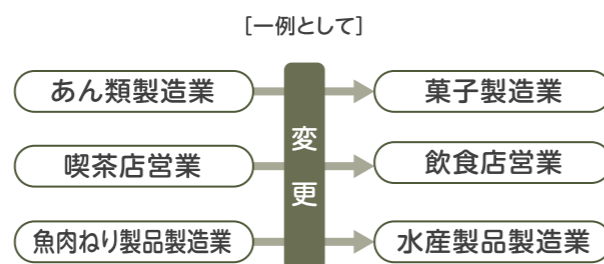 [一例として]
あん類製造業 変更 菓子製造業
喫茶店営業 飲食店営業
魚肉ねり製品製造業 水産製品製造業